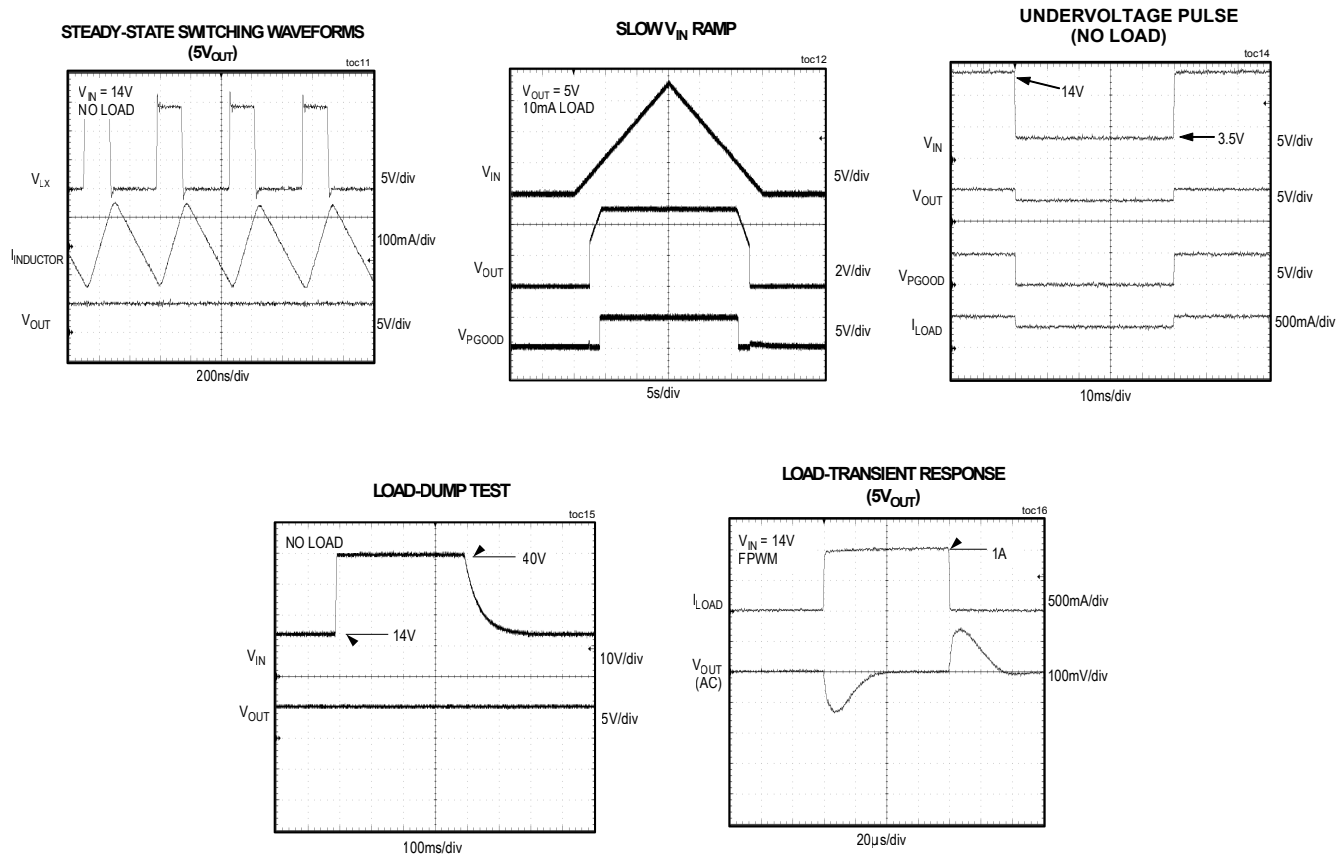 STEADY-STATE SWITCHING WAVEFORMS
(5VOUT)
toc11
VIN = 14V
NO LOAD
VLX
5V/div
IINDUCTOR
100mA/div
VOUT
5V/div
200ns/div
SLOW VIN RAMP
toc12
VOUT = 5V
10mA LOAD
VIN
5V/div
VOUT
2V/div
VPGOOD
5V/div
5s/div
UNDERVOLTAGE PULSE
(NO LOAD)
toc14
14V
3.5V
VIN
5V/div
VOUT
5V/div
VPGOOD
5V/div
ILOAD
500mA/div
10ms/div
LOAD-DUMP TEST
toc15
NO LOAD
40V
14V
VIN
10V/div
VOUT
5V/div
100ms/div
LOAD-TRANSIENT RESPONSE
(5VOUT)
toc16
VIN = 14V
FPWM
1A
ILOAD
500mA/div
VOUT
(AC)
100mV/div
20µs/div